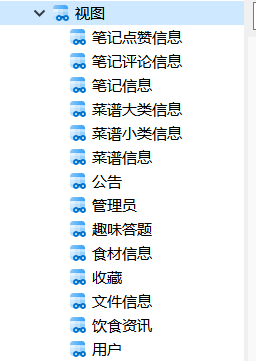 视图
笔记点赞信息
笔记评论信息
笔记信息
菜谱大类信息
菜谱小类信息
菜谱信息
公告
管理员
趣味答题
食材信息
收藏
文件信息
饮食资讯
用户